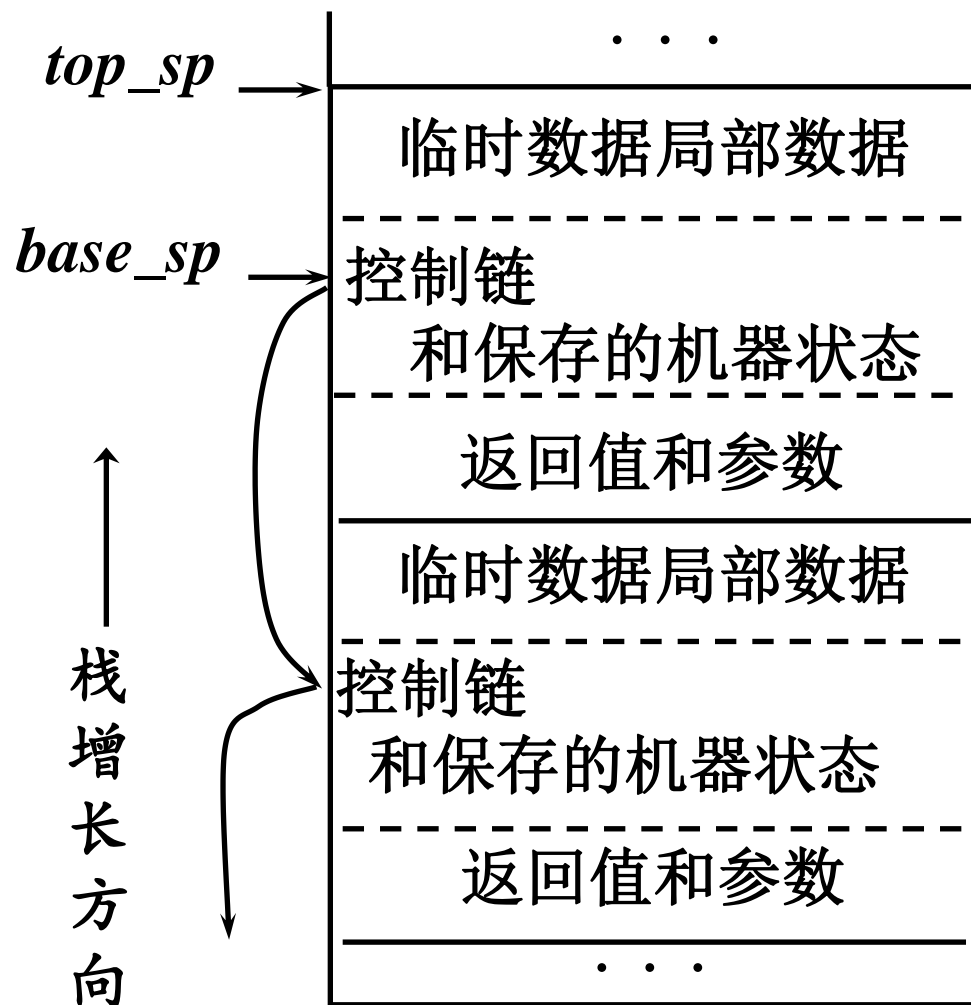 . . .
top_sp
临时数据局部数据
base_sp
控制链
和保存的机器状态
返回值和参数
临时数据局部数据
控制链
和保存的机器状态
返回值和参数
. . .
栈增长方向